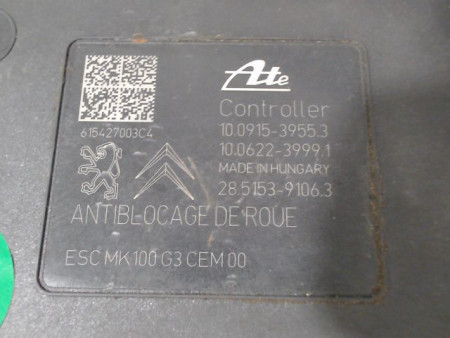 Ate
Controller
10.0915-3955.3
10.0622-3999.1
MADE IN HUNGARY
28.5153-9106.3
615427003C4
ANTIBLOCAGE DE ROUE
ESC MK100 G3 CEM 00